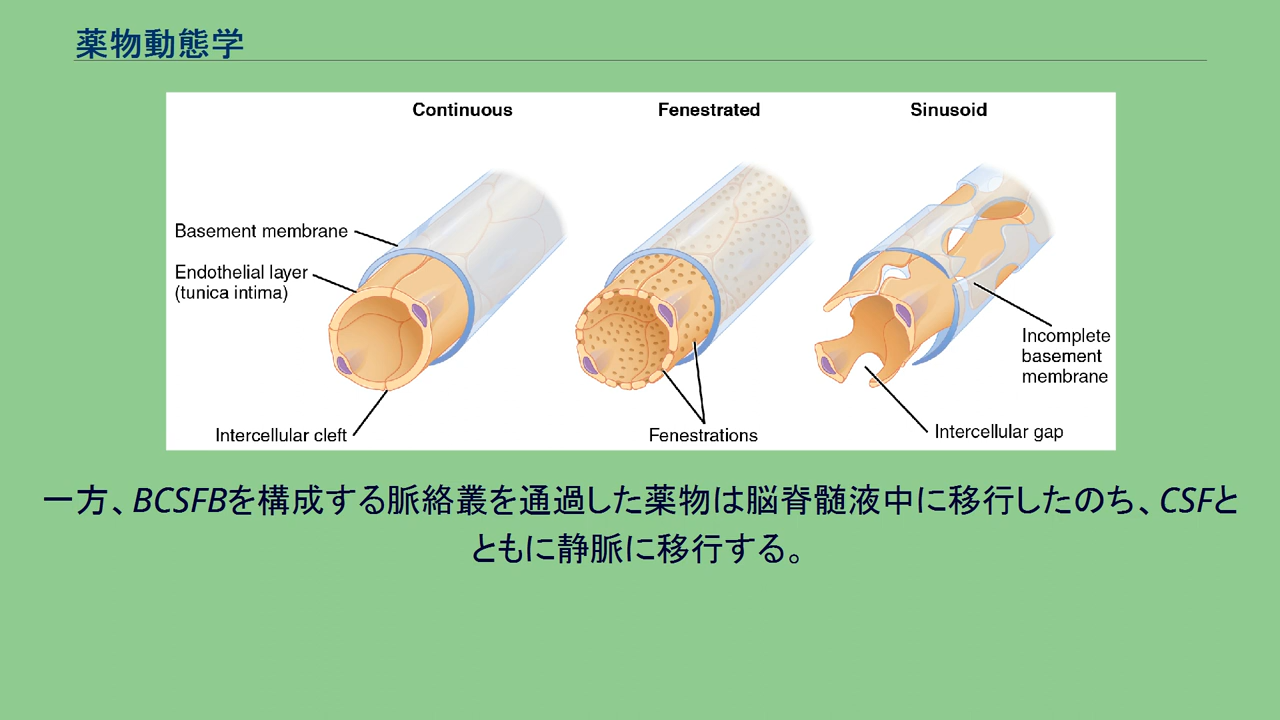 薬物動態学
Continuous
Fenestrated
Sinusoid
Basement membrane
Endothelial layer
(tunica intima)
Intercellular cleft
Fenestrations
Incomplete
basement
membrane
Intercellular gap
一方、BCSFBを構成する脈絡叢を通過した薬物は脳脊髄液中に移行したのち、CSFと
ともに静脈に移行する。